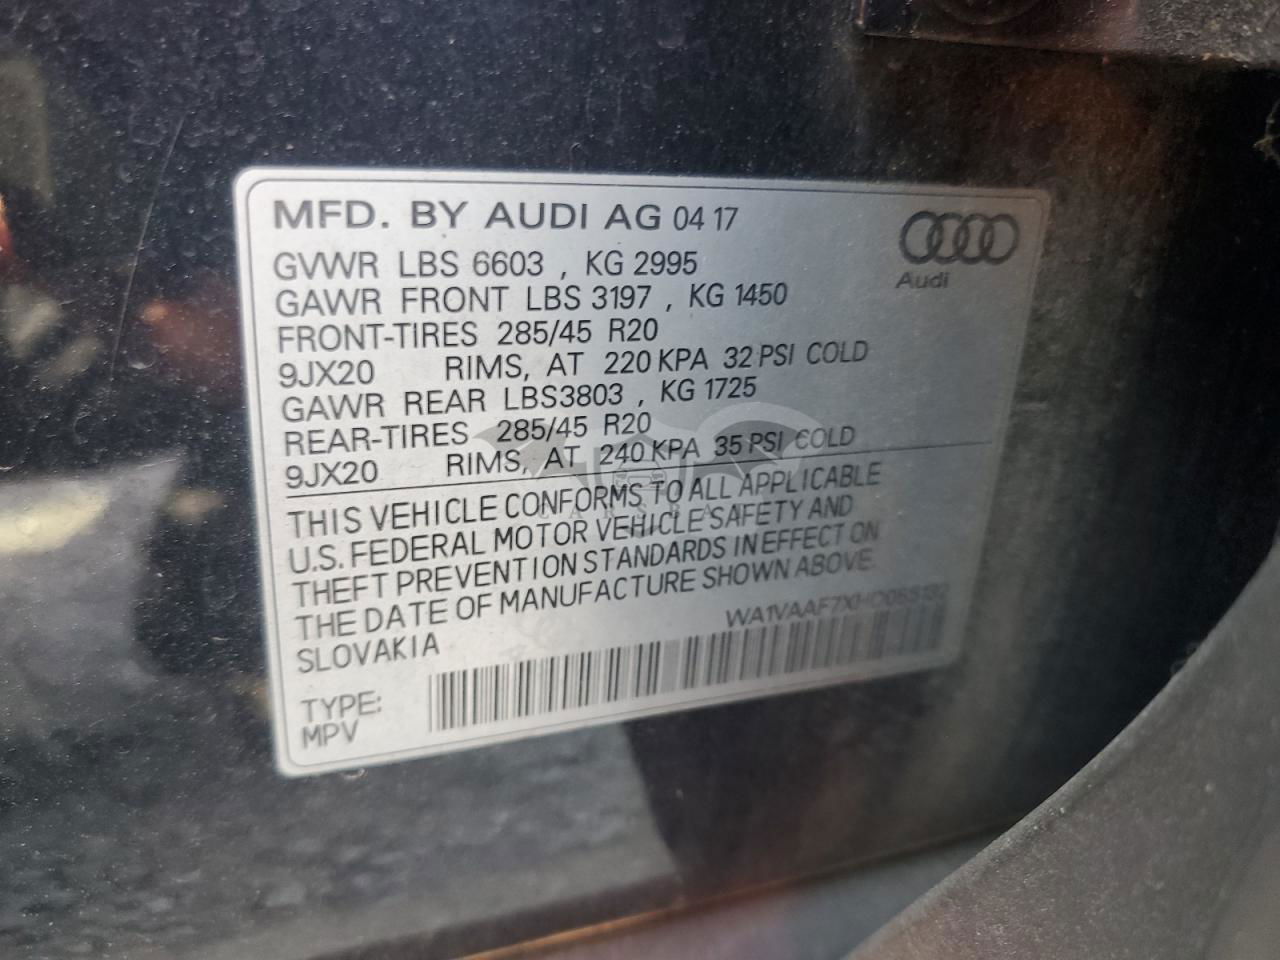 MFD. BY AUDI AG 04 17
Audi
GVWR LBS 6603 , KG 2995
GAWR FRONT LBS 3197 , KG 1450
FRONT-TIRES 285/45 R20
9JX20 RIMS, AT 220 KPA 32 PSI COLD
GAWR REAR LBS3803 , KG 1725
REAR-TIRES 285/45 R20
9JX20 RIMS, AT 240 KPA 35 PSI COLD
THIS VEHICLE CONFORMS TO ALL APPLICABLE
U.S. FEDERAL MOTOR VEHICLE SAFETY AND
THEFT PREVENTION STANDARDS IN EFFECT ON
THE DATE OF MANUFACTURE SHOWN ABOVE.
SLOVAKIA
TYPE:
MPV